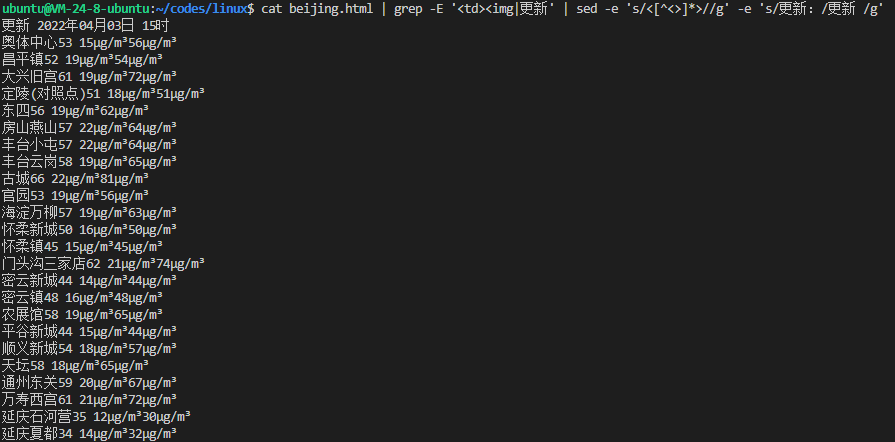 ubuntu@VM-24-8-ubuntu:~/codes/linux$ cat beijing.html | grep -E '<td><img|更新' | sed -e 's/<[^<>]*>//g' -e 's/更新：/更新 /g'
更新 2022年04月03日 15时
奥体中心53 15μg/m³56μg/m³
昌平镇52 19μg/m³54μg/m³
大兴旧宫61 19μg/m³72μg/m³
定陵(对照点)51 18μg/m³51μg/m³
东四56 19μg/m³62μg/m³
房山燕山57 22μg/m³64μg/m³
丰台小屯57 22μg/m³64μg/m³
丰台云岗58 19μg/m³65μg/m³
古城66 22μg/m³81μg/m³
官园53 19μg/m³56μg/m³
海淀万柳57 19μg/m³63μg/m³
怀柔新城50 16μg/m³50μg/m³
怀柔镇45 15μg/m³45μg/m³
门头沟三家店62 21μg/m³74μg/m³
密云新城44 14μg/m³44μg/m³
密云镇48 16μg/m³48μg/m³
农展馆58 19μg/m³65μg/m³
平谷新城44 15μg/m³44μg/m³
顺义新城54 18μg/m³57μg/m³
天坛58 18μg/m³65μg/m³
通州东关59 20μg/m³67μg/m³
万寿西宫61 21μg/m³72μg/m³
延庆石河营35 12μg/m³30μg/m³
延庆夏都34 14μg/m³32μg/m³